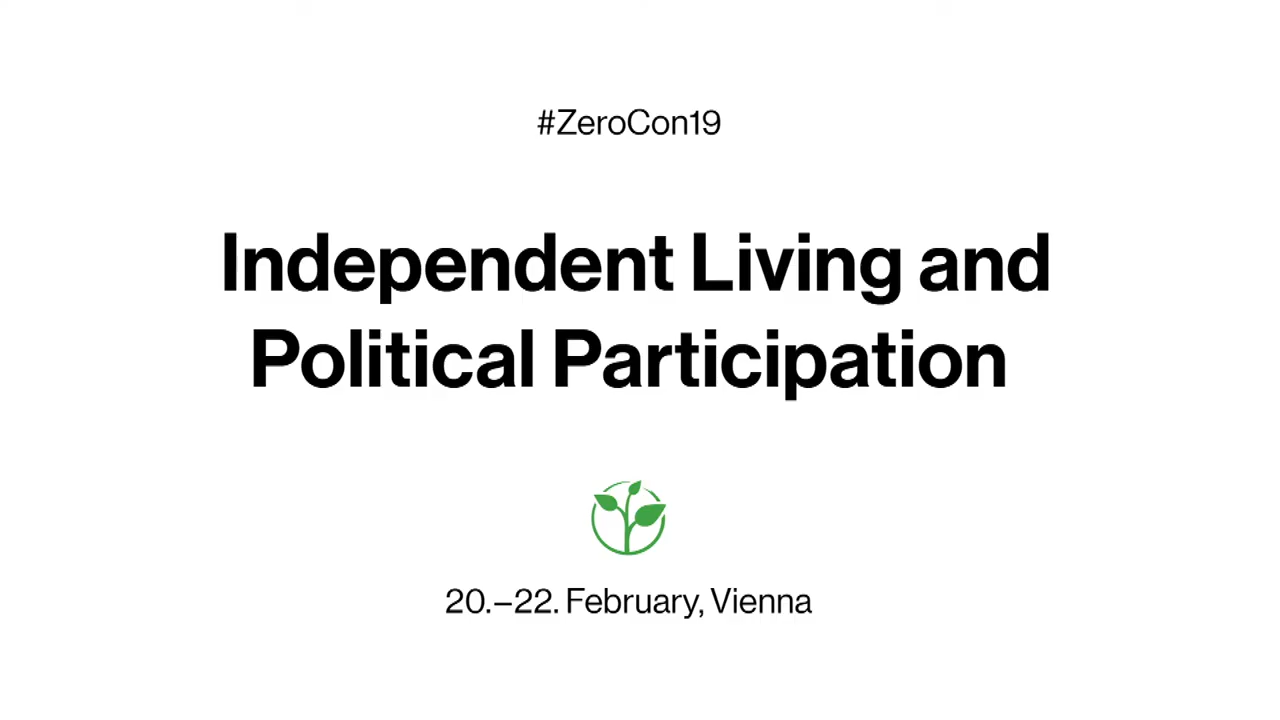 #ZeroCon19
Independent Living and
Political Participation
20.–22. February, Vienna